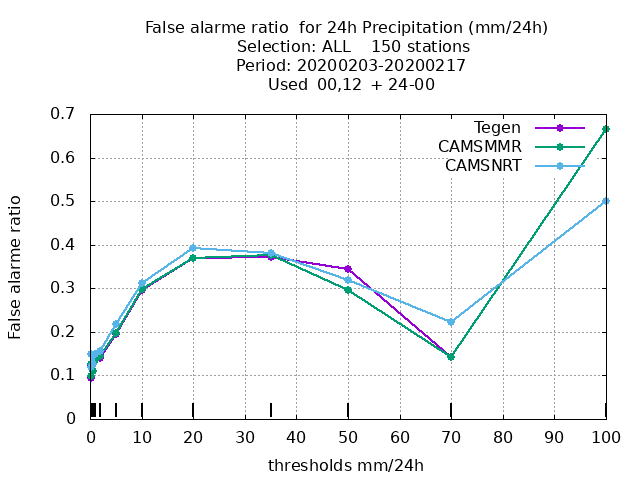 False alarme ratio  for 24h Precipitation (mm/24h)
Selection: ALL    150 stations
Period: 20200203-20200217
Used  00,12  + 24-00
Tegen
CAMSMMR
CAMSNRT
False alarme ratio
0.7
0.6
0.5
0.4
0.3
0.2
0.1
0
0 10 20 30 40 50 60 70 80 90 100
thresholds mm/24h